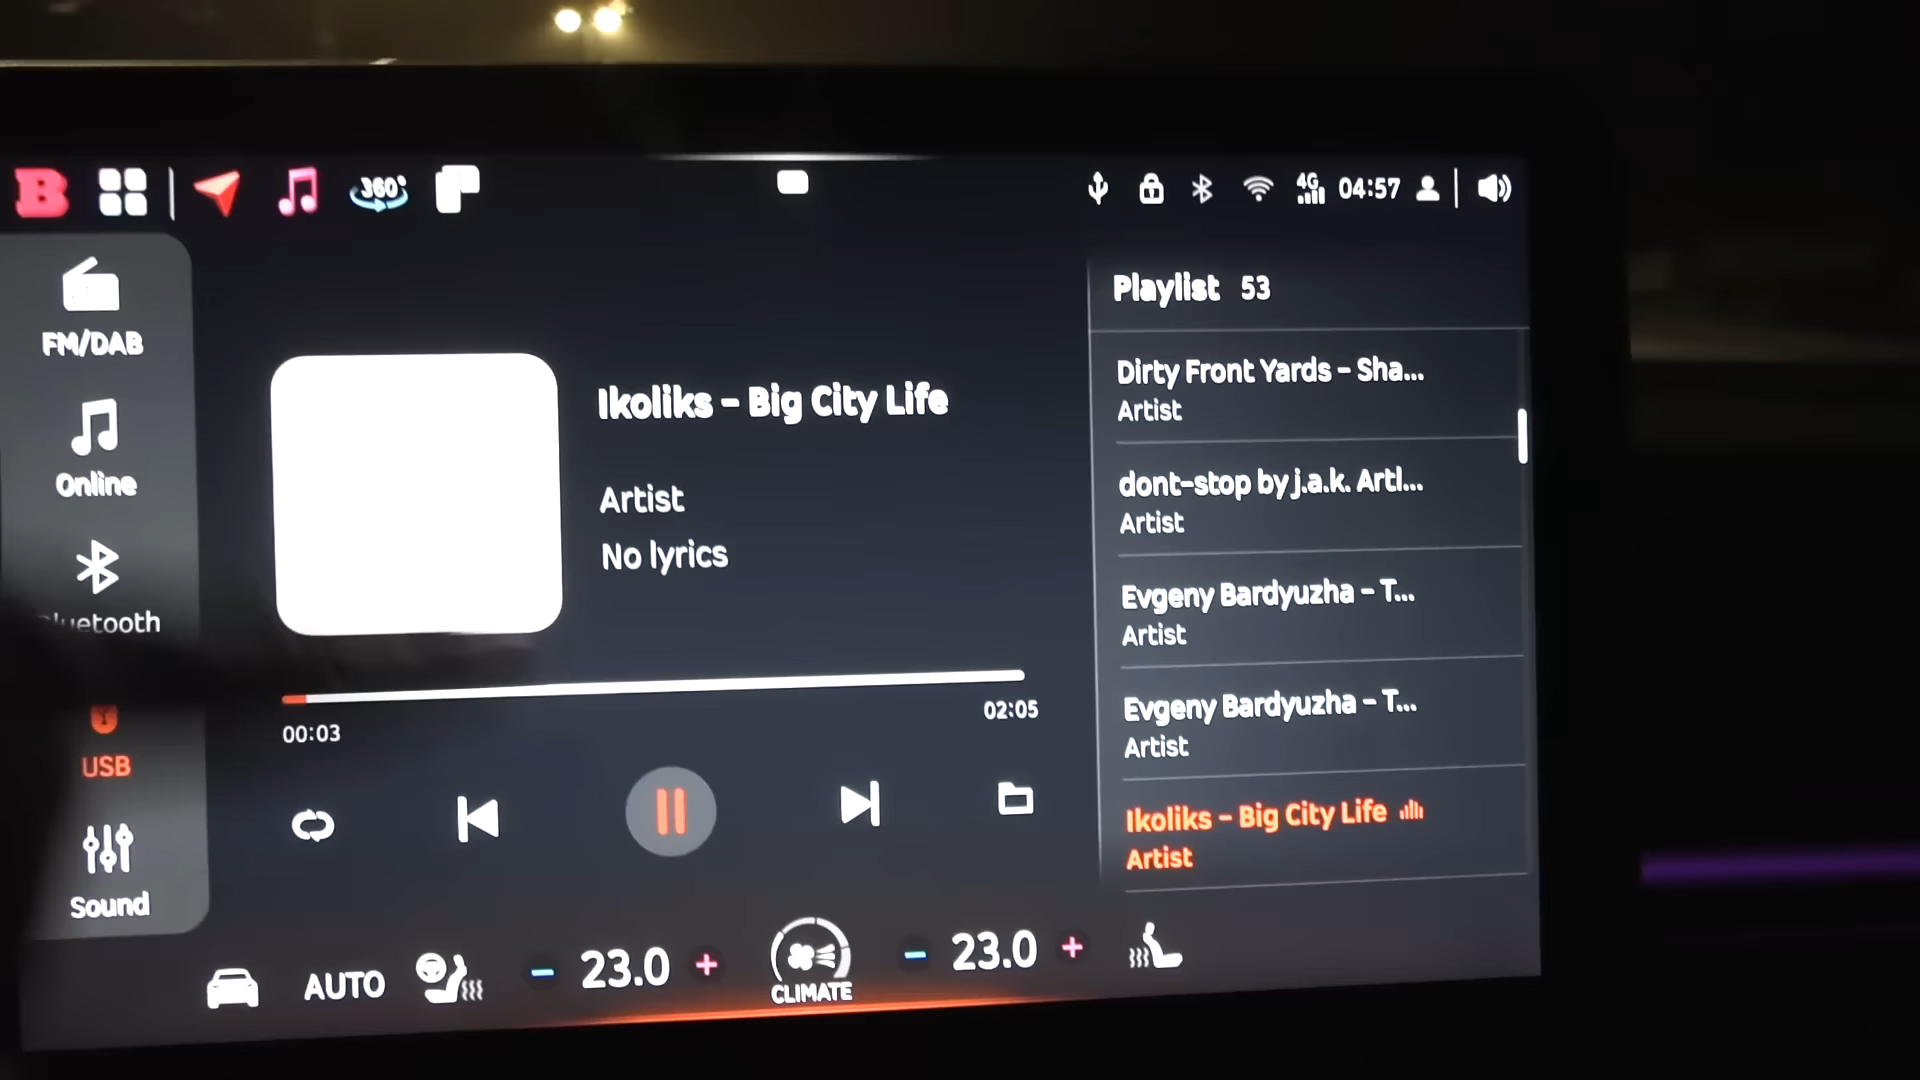 B
360°
4G
04:57
FM/DAB
Online
Bluetooth
USB
Sound
Ikoliks - Big City Life
Artist
No lyrics
00:03
02:05
Playlist 53
Dirty Front Yards - Sha...
Artist
dont-stop by j.a.k. Artl...
Artist
Evgeny Bardyuzha - T...
Artist
Evgeny Bardyuzha - T...
Artist
Ikoliks - Big City Life
Artist
AUTO
- 23.0 +
CLIMATE
- 23.0 +